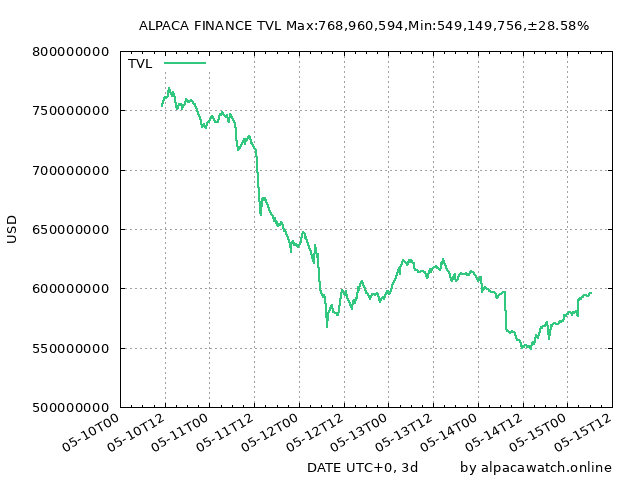 ALPACA FINANCE TVL Max:768,960,594,Min:549,149,756,±28.58%
800000000
TVL
750000000
700000000
650000000
USD
600000000
550000000
500000000
05-10T00
05-10T12
05-11T00
05-11T12
05-12T00
05-12T12
05-13T00
05-13T12
05-14T00
05-14T12
05-15T00
05-15T12
DATE UTC+0, 3d
by alpacawatch.online